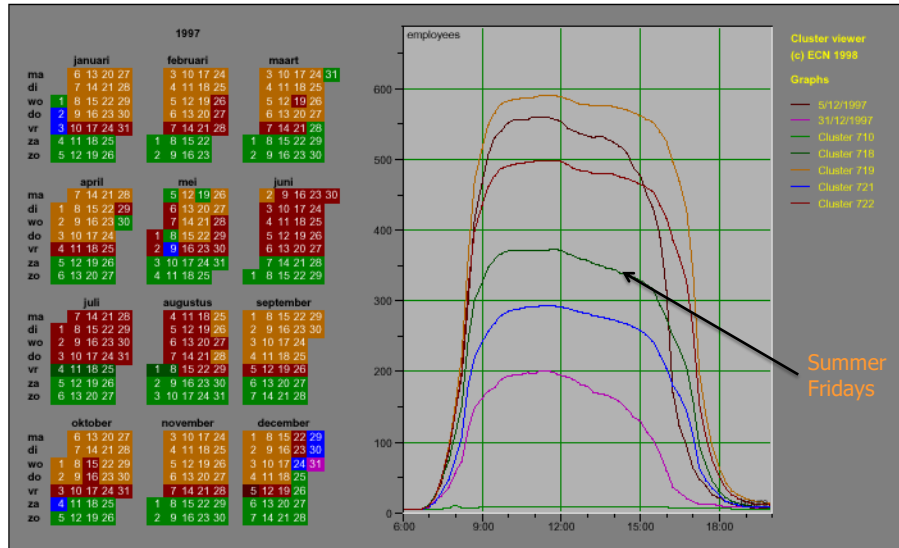 1997
januari februari maart
ma 6 13 20 27 3 10 17 24 3 10 17 24 31
di 7 14 21 28 4 11 18 25 4 11 18 25
wo 1 8 15 22 29 5 12 19 26 5 12 19 26
do 2 9 16 23 30 6 13 20 27 6 13 20 27
vr 3 10 17 24 31 7 14 21 28 7 14 21 28
za 4 11 18 25 1 8 15 22 1 8 15 22 29
zo 5 12 19 26 2 9 16 23 2 9 16 23 30
april mei juni
ma 7 14 21 28 5 12 19 26 2 9 16 23 30
di 1 8 15 22 29 6 13 20 27 3 10 17 24
wo 2 9 16 23 30 7 14 21 28 4 11 18 25
do 3 10 17 24 1 8 15 22 29 5 12 19 26
vr 4 11 18 25 2 9 16 23 30 6 13 20 27
za 5 12 19 26 3 10 17 24 31 7 14 21 28
zo 6 13 20 27 4 11 18 25 1 8 15 22 29
juli augustus september
ma 7 14 21 28 4 11 18 25 1 8 15 22 29
di 1 8 15 22 29 5 12 19 26 2 9 16 23 30
wo 2 9 16 23 30 6 13 20 27 3 10 17 24
do 3 10 17 24 31 7 14 21 28 4 11 18 25
vr 4 11 18 25 1 8 15 22 29 5 12 19 26
za 5 12 19 26 2 9 16 23 30 6 13 20 27
zo 6 13 20 27 3 10 17 24 31 7 14 21 28
oktober november december
ma 6 13 20 27 3 10 17 24 1 8 15 22 29
di 7 14 21 28 4 11 18 25 2 9 16 23 30
wo 1 8 15 22 29 5 12 19 26 3 10 17 24 31
do 2 9 16 23 30 6 13 20 27 4 11 18 25
vr 3 10 17 24 31 7 14 21 28 5 12 19 26
za 4 11 18 25 1 8 15 22 29 6 13 20 27
zo 5 12 19 26 2 9 16 23 30 7 14 21 28
employees
600
500
400
300
200
100
0
6:00 9:00 12:00 15:00 18:00
Cluster viewer
(c) ECN 1998
Graphs
5/12/1997
31/12/1997
Cluster 710
Cluster 718
Cluster 719
Cluster 721
Cluster 722
Summer
Fridays